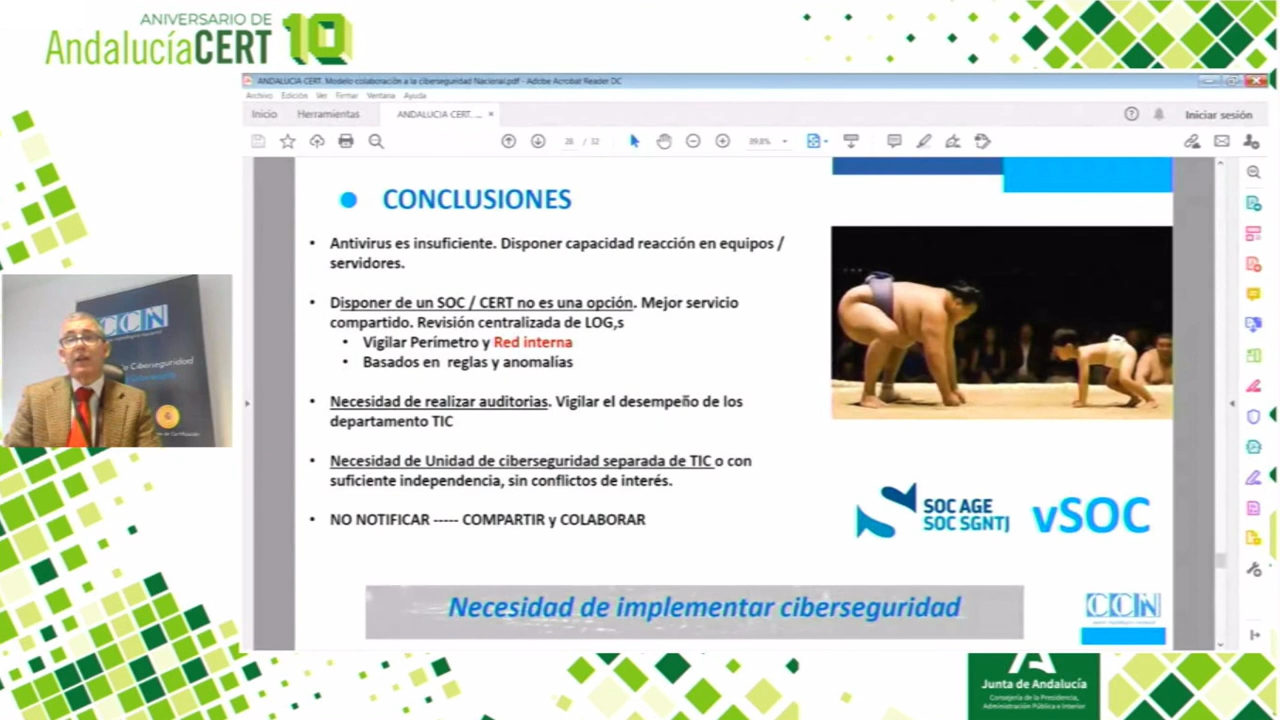 ANIVERSARIO DE
AndalucíaCERT 10
ANDALUCIA CERT. Modelo colaboración a la ciberseguridad Nacional.pdf - Adobe Acrobat Reader DC
Archivo Edición Ver Firmar Ventana Ayuda
Inicio Herramientas ANDALUCIA CERT. ... × Iniciar sesión
28 / 32 89,8%
CONCLUSIONES
• Antivirus es insuficiente. Disponer capacidad reacción en equipos /
servidores.
• Disponer de un SOC / CERT no es una opción. Mejor servicio
compartido. Revisión centralizada de LOG,s
• Vigilar Perímetro y Red interna
• Basados en reglas y anomalías
• Necesidad de realizar auditorias. Vigilar el desempeño de los
departamento TIC
• Necesidad de Unidad de ciberseguridad separada de TIC o con
suficiente independencia, sin conflictos de interés.
• NO NOTIFICAR ----- COMPARTIR y COLABORAR
SOC AGE
SOC SGNTJ
vSOC
Necesidad de implementar ciberseguridad
CCN
CCN
Ciberseguridad
de Certificación
Junta de Andalucía
Consejería de la Presidencia,
Administración Pública e Interior